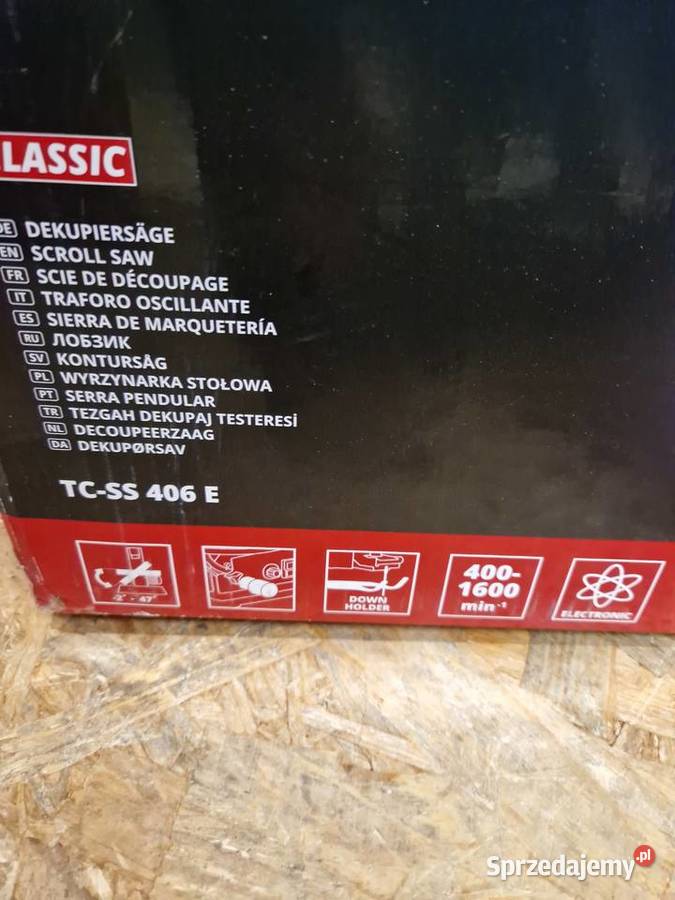 LASSIC
DE DEKUPIERSÄGE
EN SCROLL SAW
FR SCIE DE DÉCOUPAGE
IT TRAFORO OSCILLANTE
ES SIERRA DE MARQUETERÍA
RU ЛОБЗИК
SV KONTURSÅG
PL WYRZYNARKA STOŁOWA
PT SERRA PENDULAR
TR TEZGAH DEKUPAJ TESTERESİ
NL DECOUPEERZAAG
DA DEKUPØRSAV
TC-SS 406 E
DOWN
HOLDER
400-
1600
min⁻¹
ELECTRONIC
Sprzedajemy.pl